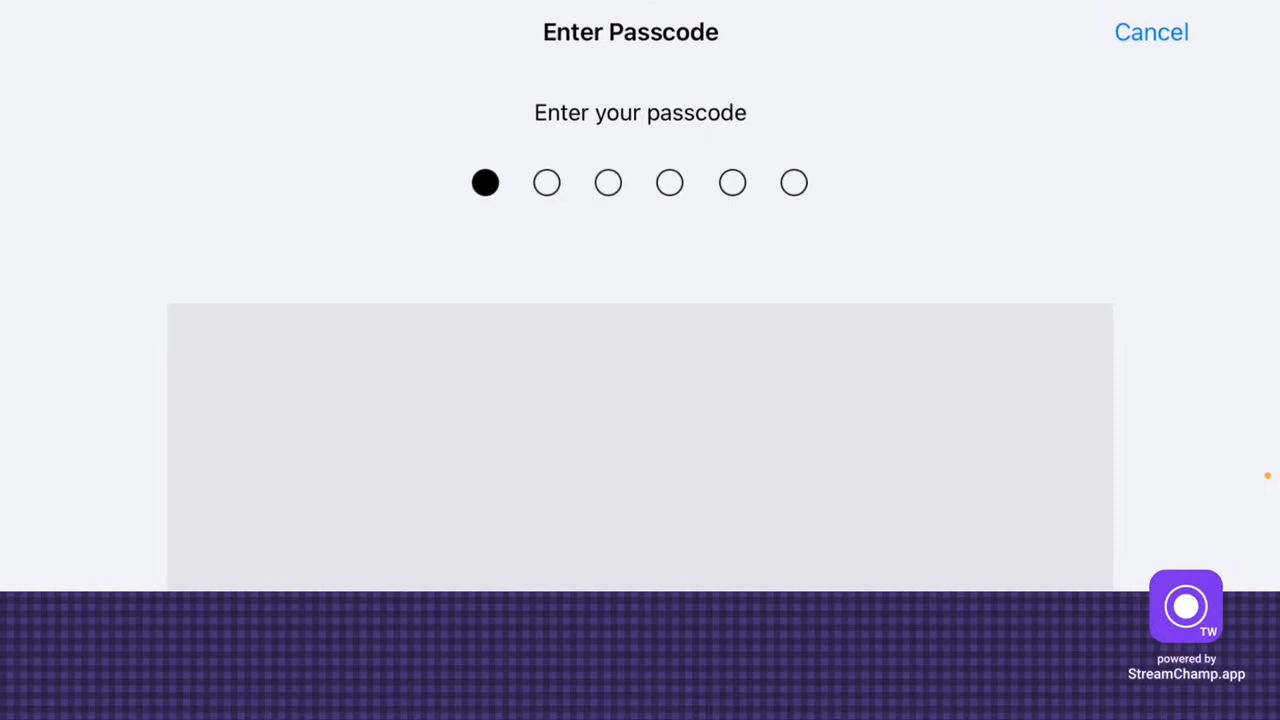 Enter Passcode
Cancel
Enter your passcode
TW
powered by
StreamChamp.app